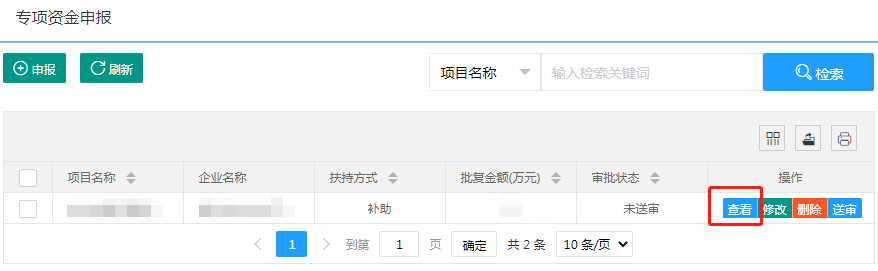 专项资金申报
申报 刷新 项目名称 输入检索关键词 检索
项目名称 企业名称 扶持方式 批复金额(万元) 审批状态 操作
补助 未送审 查看 修改 删除 送审
1 到第 1 页 确定 共 2 条 10 条/页